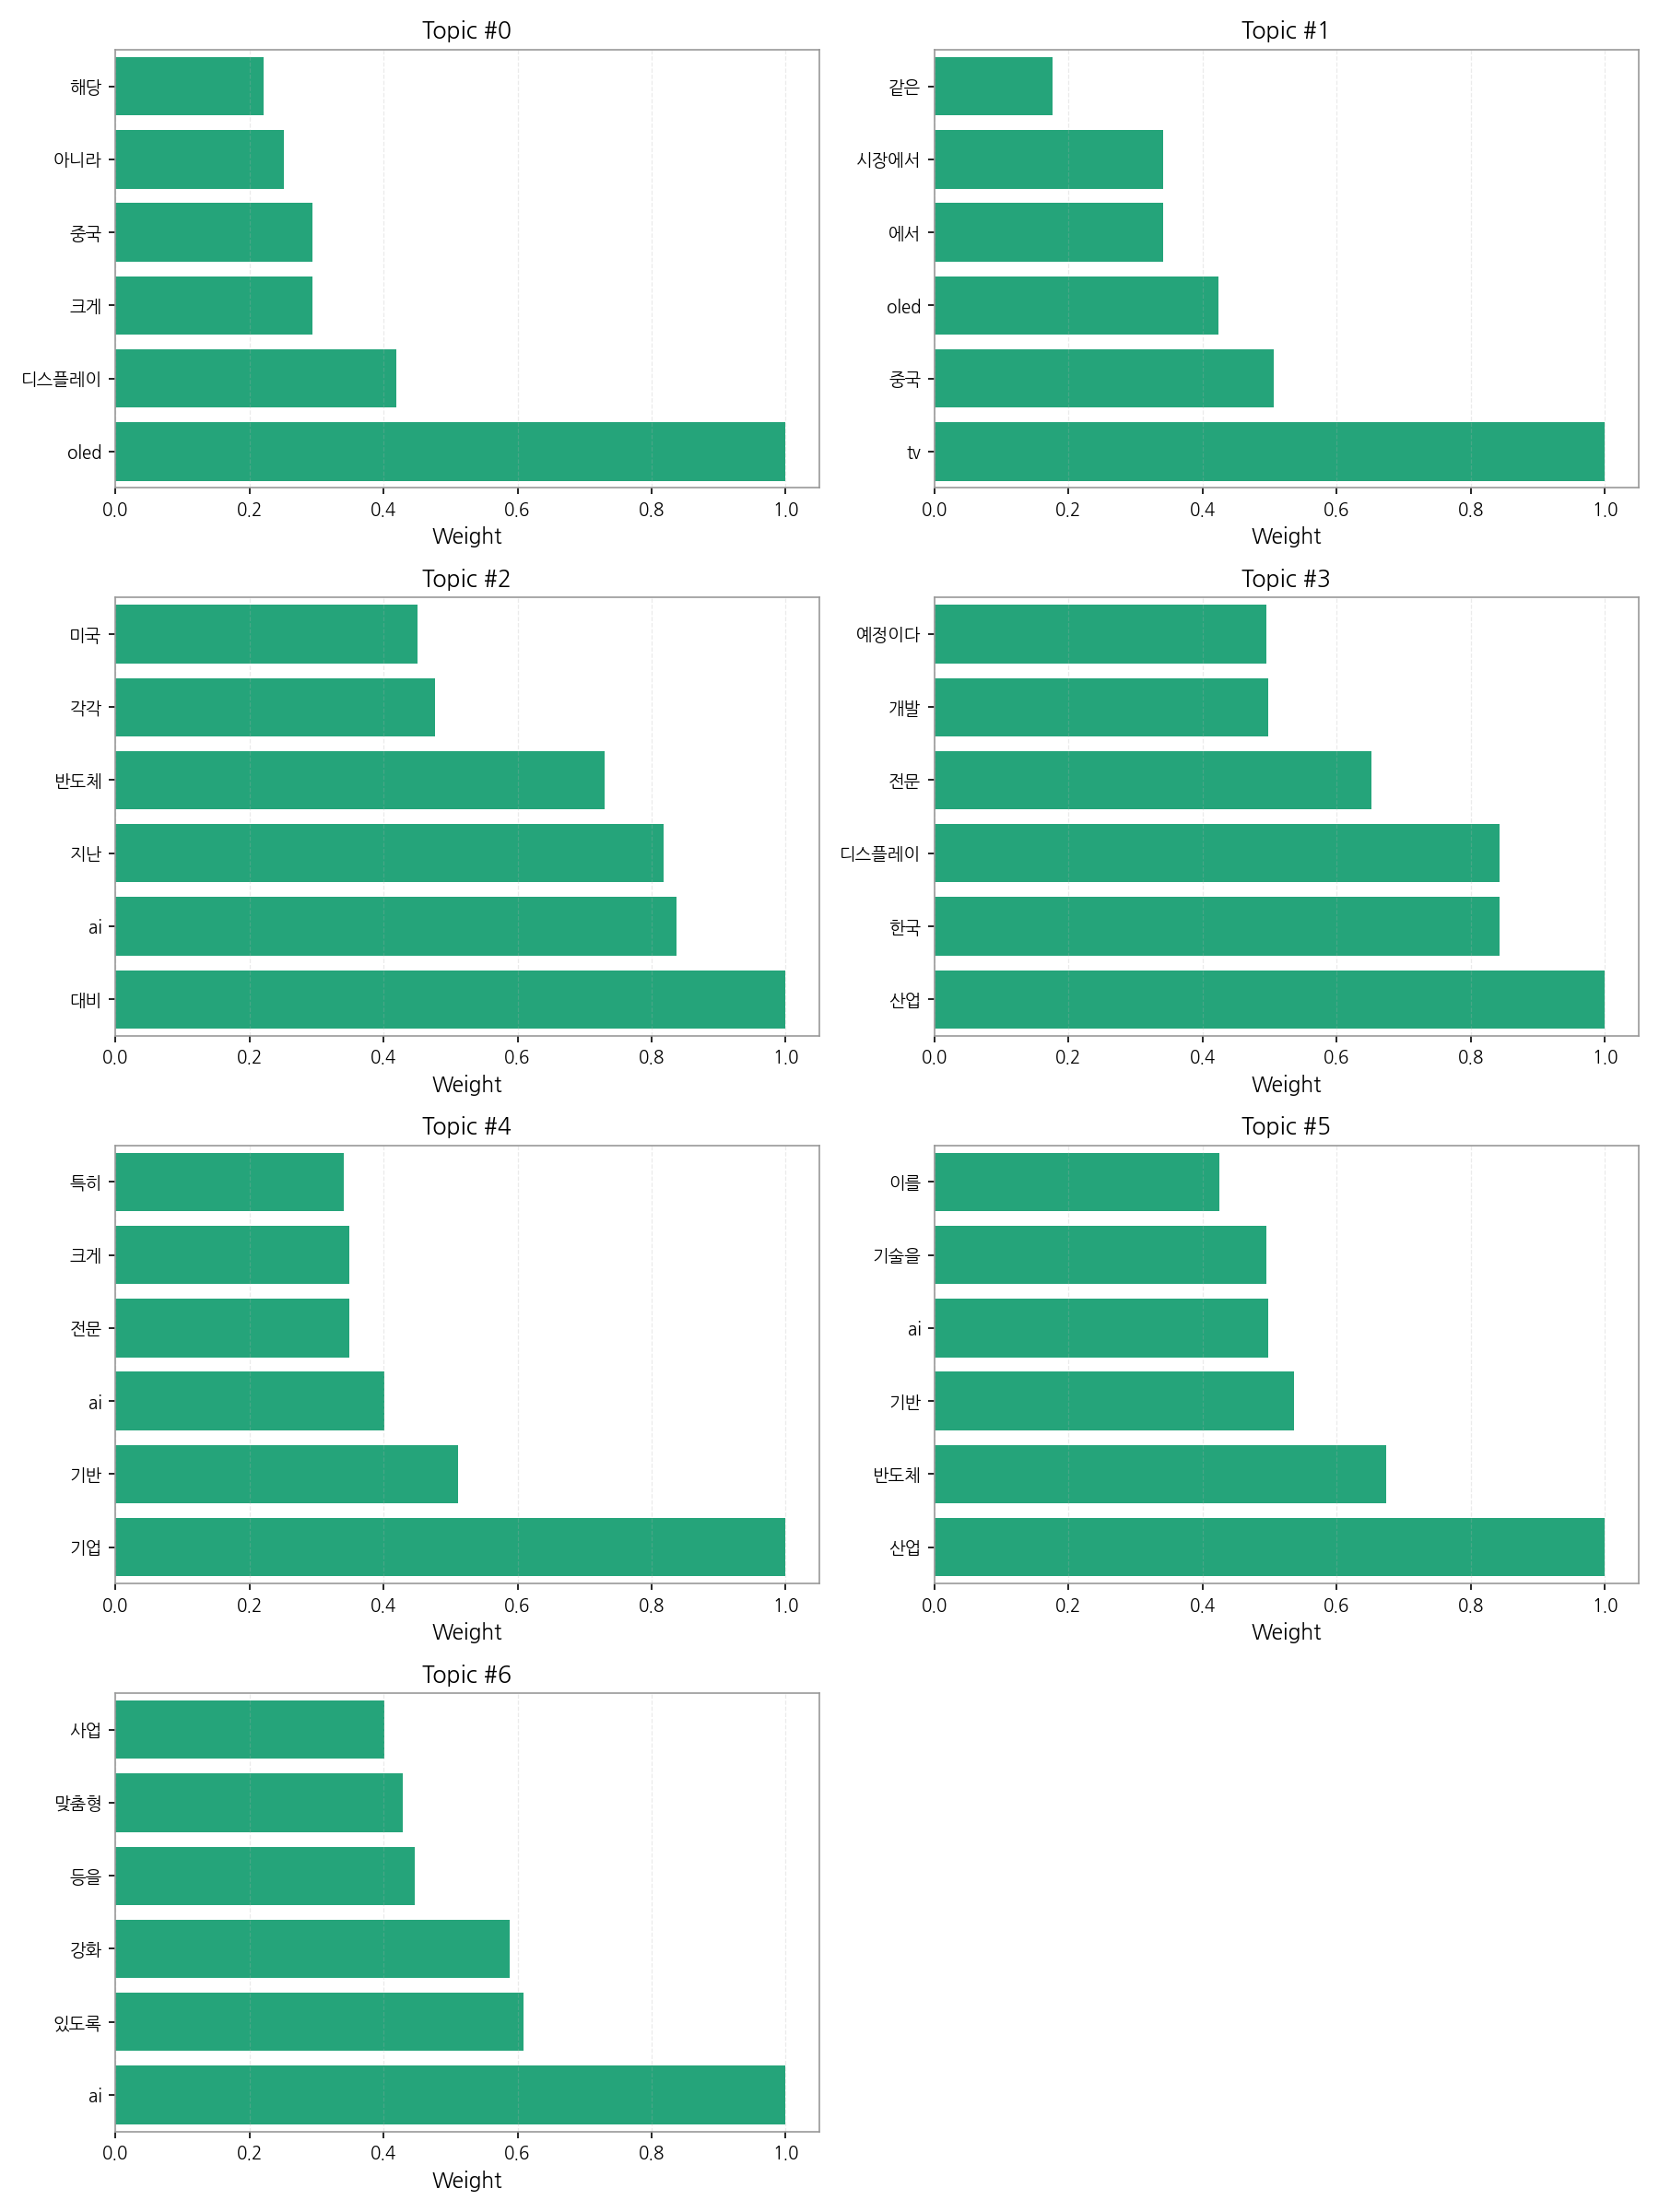 Topic #0
해당
아니라
중국
크게
디스플레이
oled
0.0 0.2 0.4 0.6 0.8 1.0
Weight
Topic #1
같은
시장에서
에서
oled
중국
tv
0.0 0.2 0.4 0.6 0.8 1.0
Weight
Topic #2
미국
각각
반도체
지난
ai
대비
0.0 0.2 0.4 0.6 0.8 1.0
Weight
Topic #3
예정이다
개발
전문
디스플레이
한국
산업
0.0 0.2 0.4 0.6 0.8 1.0
Weight
Topic #4
특히
크게
전문
ai
기반
기업
0.0 0.2 0.4 0.6 0.8 1.0
Weight
Topic #5
이를
기술을
ai
기반
반도체
산업
0.0 0.2 0.4 0.6 0.8 1.0
Weight
Topic #6
사업
맞춤형
등을
강화
있도록
ai
0.0 0.2 0.4 0.6 0.8 1.0
Weight